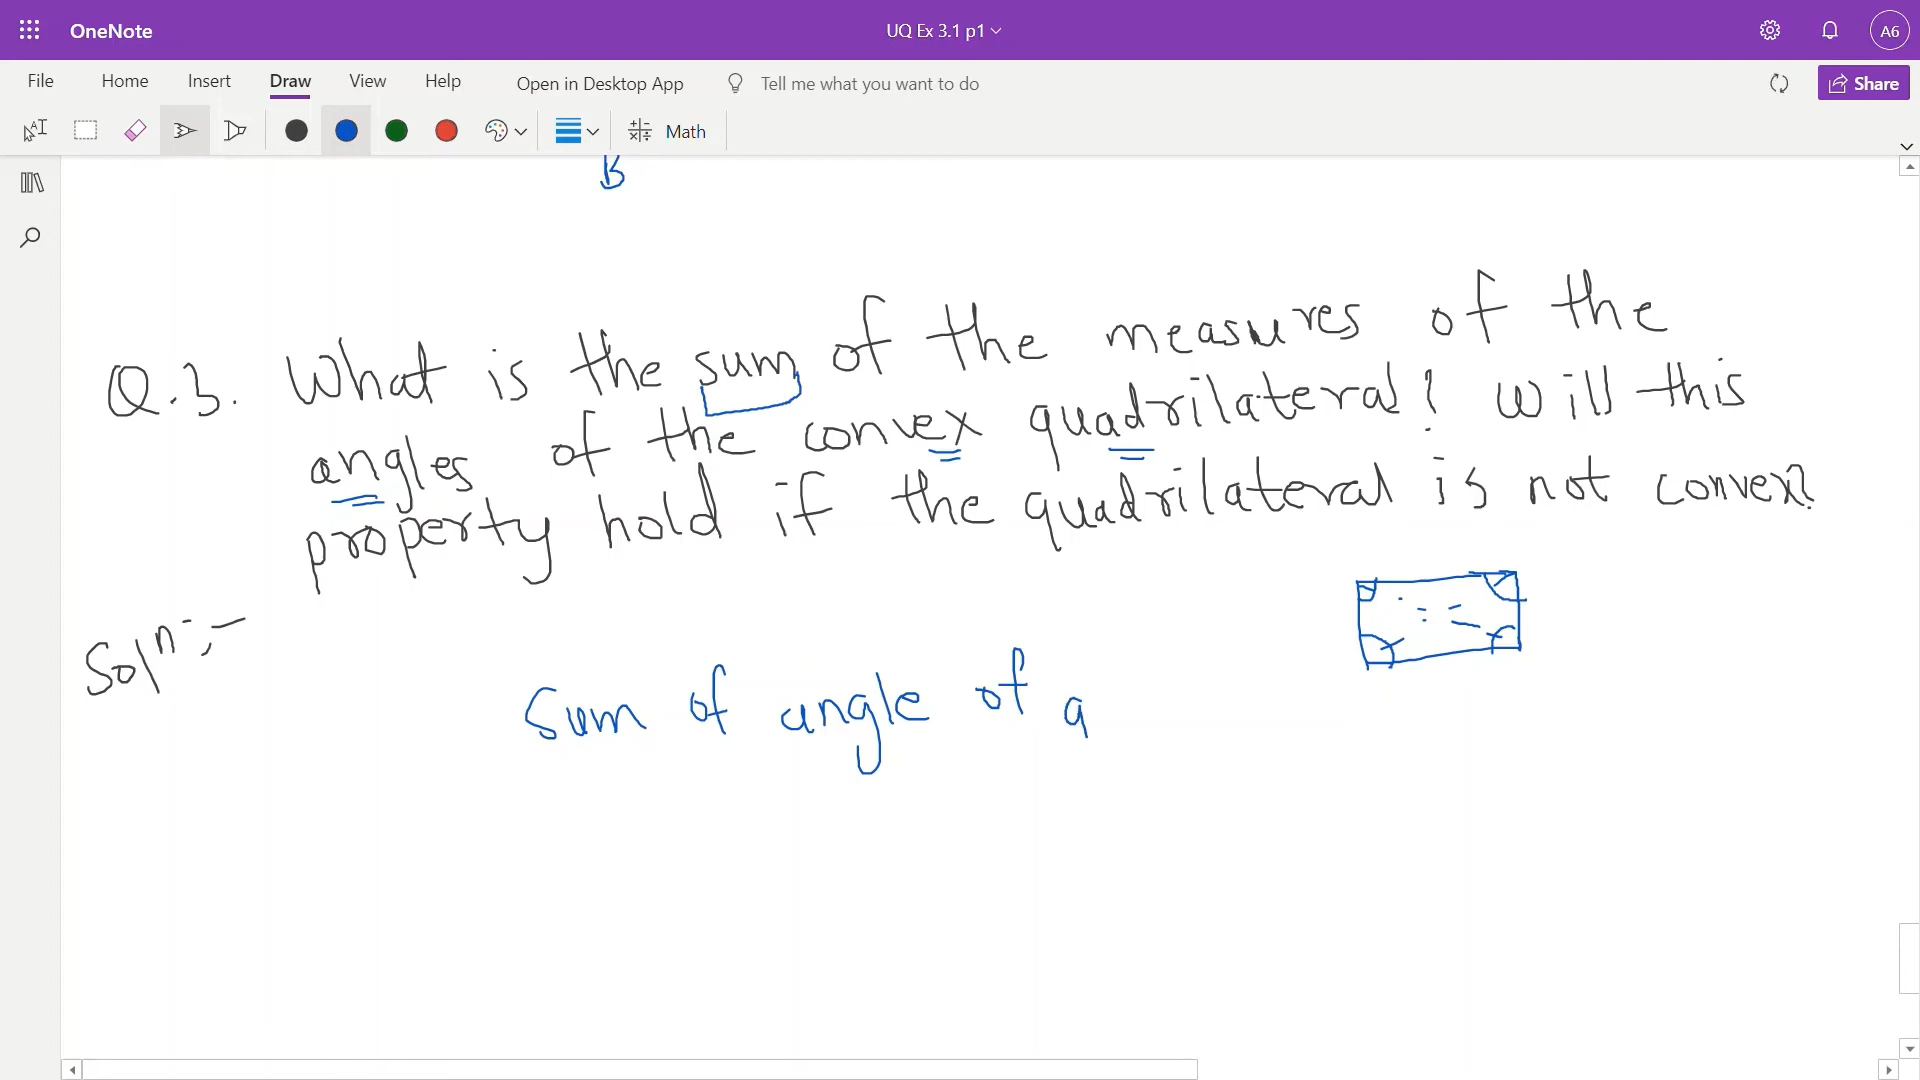 OneNote
UQ Ex 3.1 p1
A6
File Home Insert Draw View Help Open in Desktop App Tell me what you want to do
Share
Math
B
Q.3. What is the sum of the measures of the
angles of the convex quadrilateral? Will this
property hold if the quadrilateral is not convex?
Solⁿ:-
Sum of angle of a